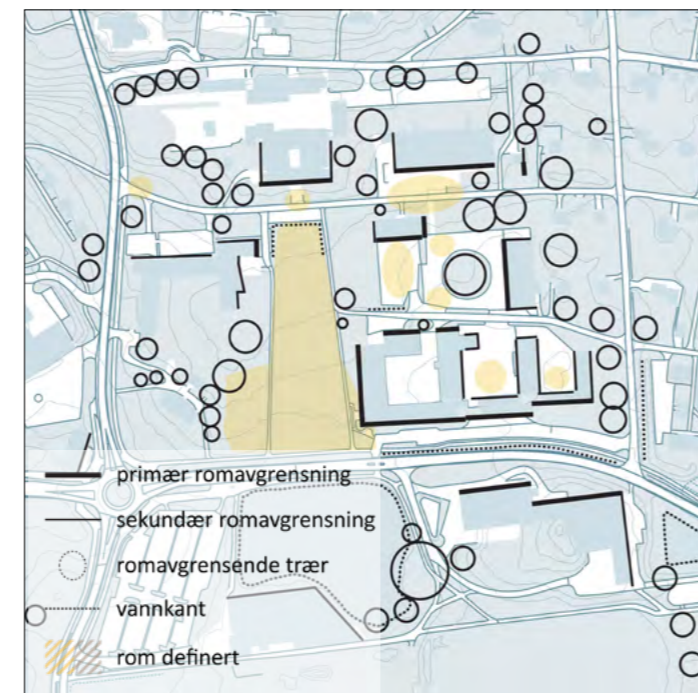 primær romavgrensning
sekundær romavgrensning
romavgrensende trær
vannkant
rom definert